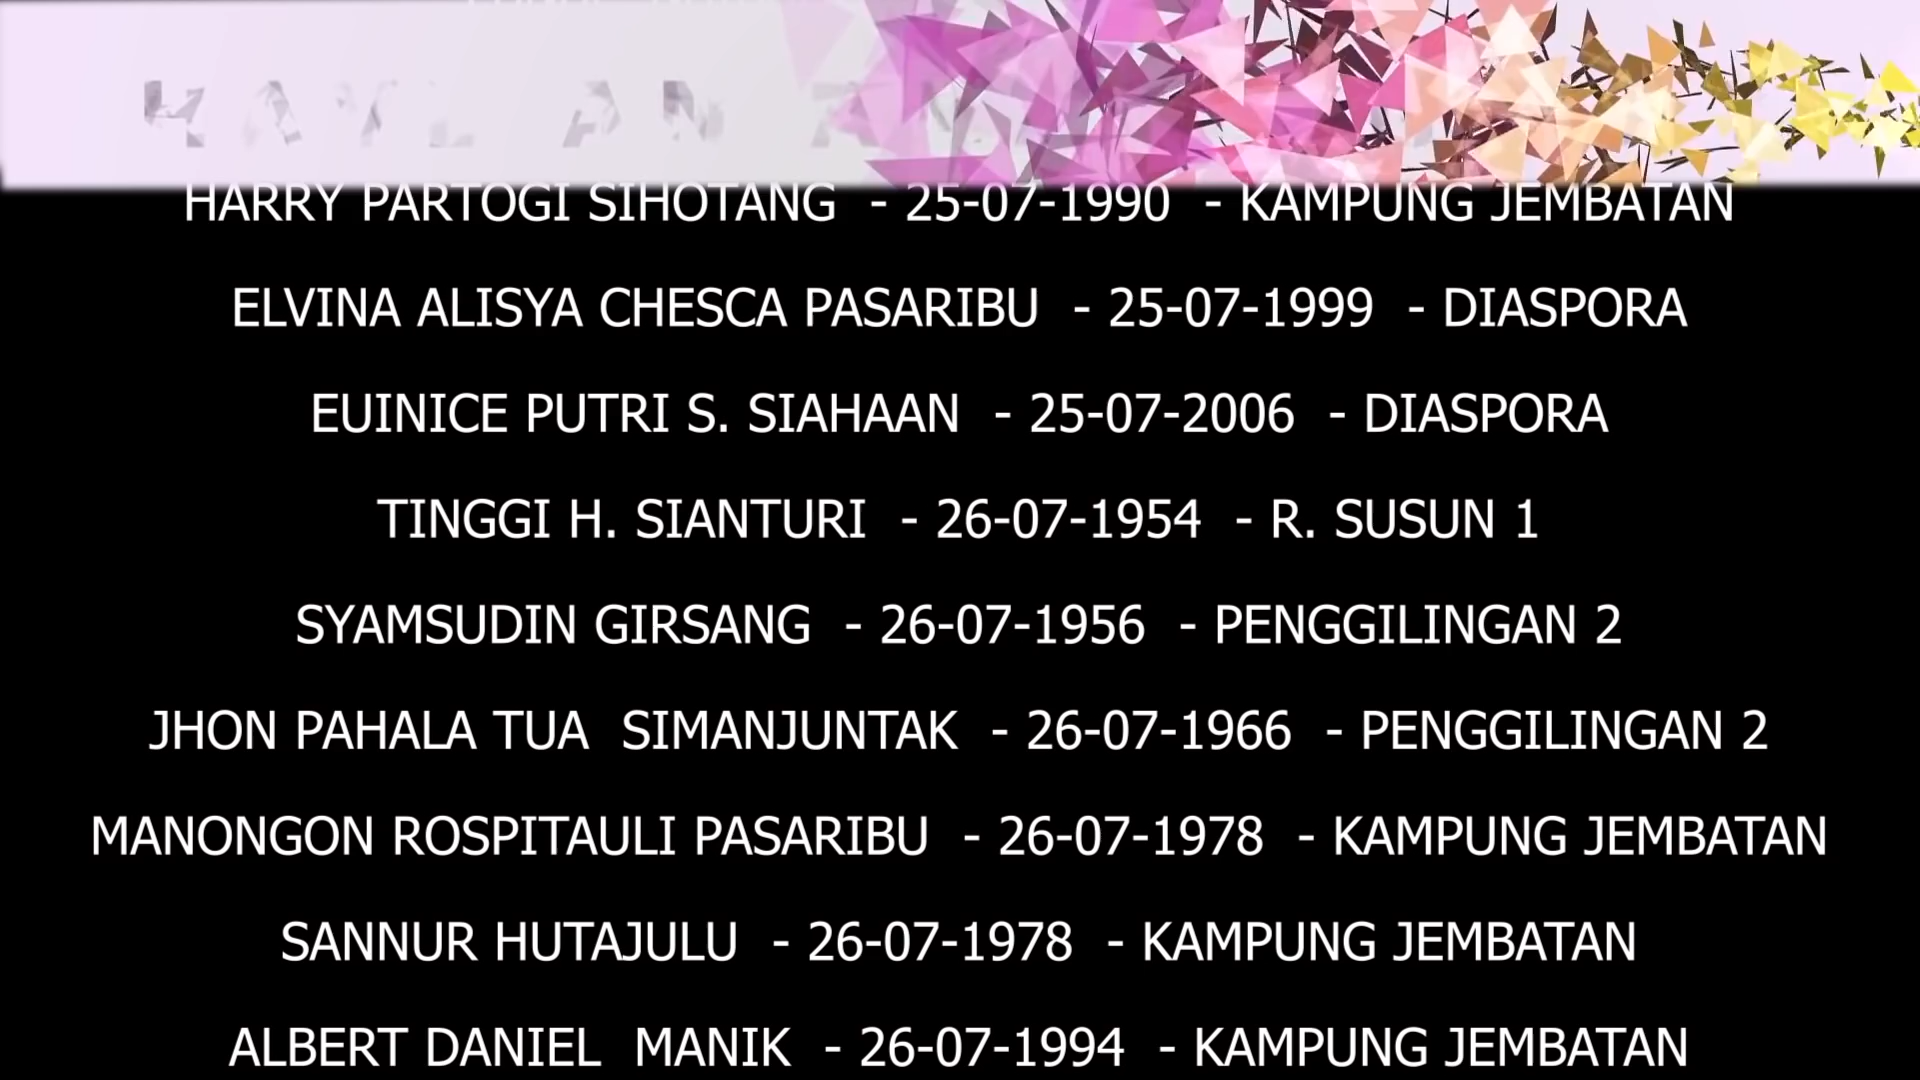 HARRY PARTOGI SIHOTANG - 25-07-1990 - KAMPUNG JEMBATAN
ELVINA ALISYA CHESCA PASARIBU - 25-07-1999 - DIASPORA
EUINICE PUTRI S. SIAHAAN - 25-07-2006 - DIASPORA
TINGGI H. SIANTURI - 26-07-1954 - R. SUSUN 1
SYAMSUDIN GIRSANG - 26-07-1956 - PENGGILINGAN 2
JHON PAHALA TUA SIMANJUNTAK - 26-07-1966 - PENGGILINGAN 2
MANONGON ROSPITAULI PASARIBU - 26-07-1978 - KAMPUNG JEMBATAN
SANNUR HUTAJULU - 26-07-1978 - KAMPUNG JEMBATAN
ALBERT DANIEL MANIK - 26-07-1994 - KAMPUNG JEMBATAN